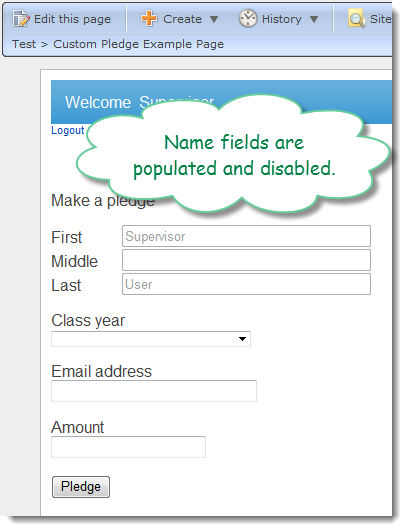 Edit this page Create History Site
Test > Custom Pledge Example Page
Welcome Supervisor
Logout
Name fields are
populated and disabled.
Make a pledge
First Supervisor
Middle
Last User
Class year
Email address
Amount
Pledge